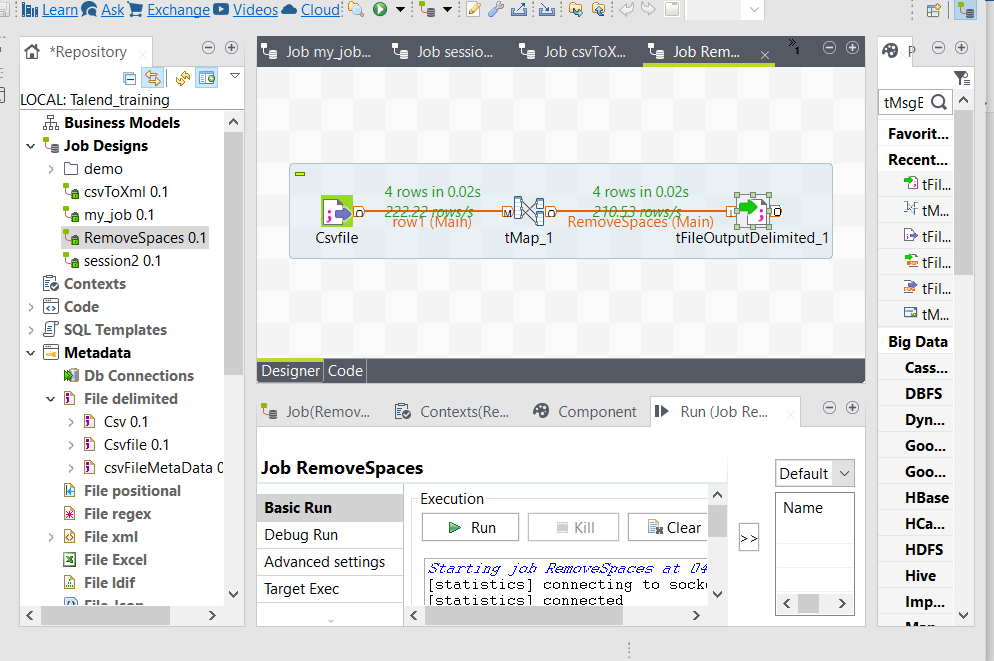 Learn Ask Exchange Videos Cloud
*Repository
LOCAL: Talend_training
Business Models
Job Designs
demo
csvToXml 0.1
my_job 0.1
RemoveSpaces 0.1
session2 0.1
Contexts
Code
SQL Templates
Metadata
Db Connections
File delimited
Csv 0.1
Csvfile 0.1
csvFileMetaData 0
File positional
File regex
File xml
File Excel
File ldif
File Json
Job my_job...
Job sessio...
Job csvToX...
Job Rem...
»1
4 rows in 0.02s
222.22 rows/s
row1 (Main)
4 rows in 0.02s
210.53 rows/s
RemoveSpaces (Main)
Csvfile
tMap_1
tFileOutputDelimited_1
Designer
Code
Job(Remov...
Contexts(Re...
Component
Run (Job Re...
Job RemoveSpaces
Basic Run
Debug Run
Advanced settings
Target Exec
Execution
Run
Kill
Clear
Starting job RemoveSpaces at 04
[statistics] connecting to socke
[statistics] connected
>>
Default
Name
P
tMsgE
Favorit...
Recent...
tFil...
tM...
tFil...
tFil...
tFil...
tM...
Big Data
Cass...
DBFS
Dyn...
Goo...
Goo...
HBase
HCa...
HDFS
Hive
Imp...